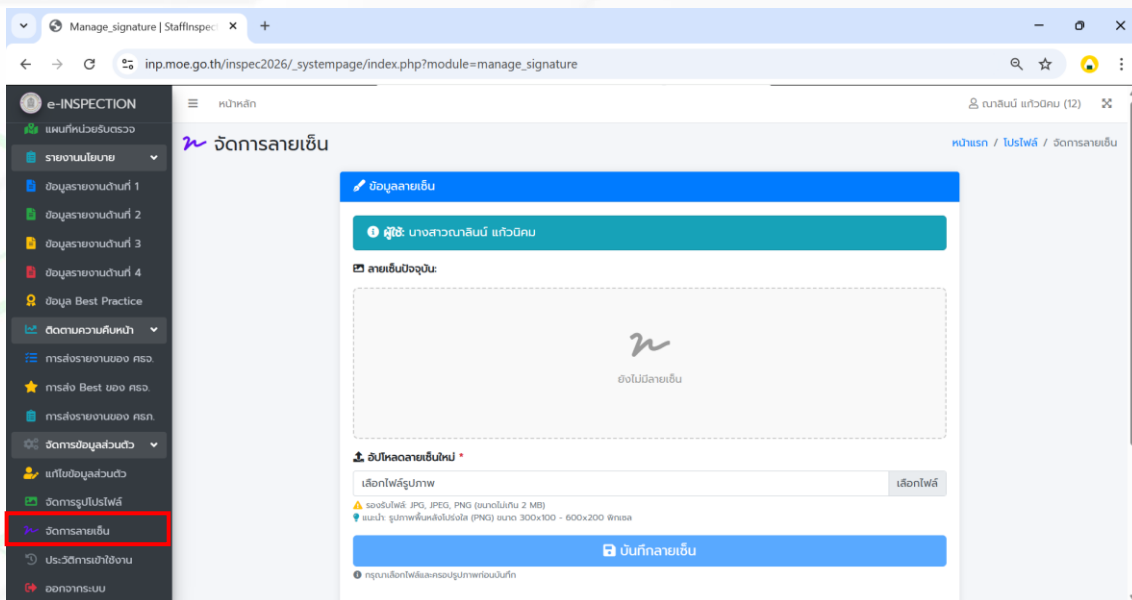 Manage_signature | StaffInspec
inp.moe.go.th/inspec2026/_systempage/index.php?module=manage_signature
e-INSPECTION
หน้าหลัก
ณาลินน์ แก้วนิคม (12)
แผนที่หน่วยรับตรวจ
รายงานนโยบาย
ข้อมูลรายงานด้านที่ 1
ข้อมูลรายงานด้านที่ 2
ข้อมูลรายงานด้านที่ 3
ข้อมูลรายงานด้านที่ 4
ข้อมูล Best Practice
ติดตามความคืบหน้า
การส่งรายงานของ ศธจ.
การส่ง Best ของ ศธจ.
การส่งรายงานของ ศธภ.
จัดการข้อมูลส่วนตัว
แก้ไขข้อมูลส่วนตัว
จัดการรูปโปรไฟล์
จัดการลายเซ็น
ประวัติการเข้าใช้งาน
ออกจากระบบ
จัดการลายเซ็น
หน้าแรก / โปรไฟล์ / จัดการลายเซ็น
ข้อมูลลายเซ็น
ผู้ใช้: นางสาวณาลินน์ แก้วนิคม
ลายเซ็นปัจจุบัน:
ยังไม่มีลายเซ็น
อัปโหลดลายเซ็นใหม่ *
เลือกไฟล์รูปภาพ เลือกไฟล์
รองรับไฟล์: JPG, JPEG, PNG (ขนาดไม่เกิน 2 MB)
แนะนำ: รูปภาพพื้นหลังโปร่งใส (PNG) ขนาด 300x100 - 600x200 พิกเซล
บันทึกลายเซ็น
กรุณาเลือกไฟล์และครอปรูปภาพก่อนบันทึก